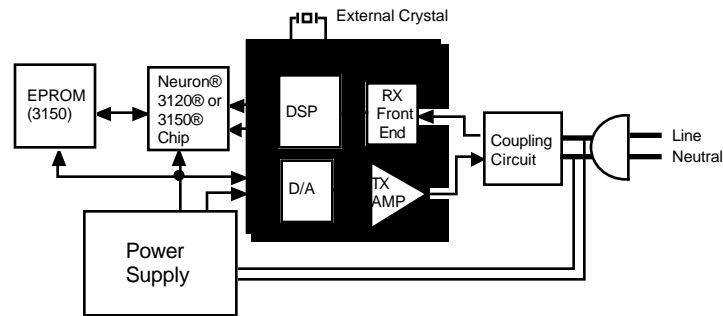 External Crystal
EPROM
(3150)
Neuron®
3120® or
3150®
Chip
DSP
RX
Front
End
Coupling
Circuit
Line
Neutral
D/A
TX
AMP
Power
Supply